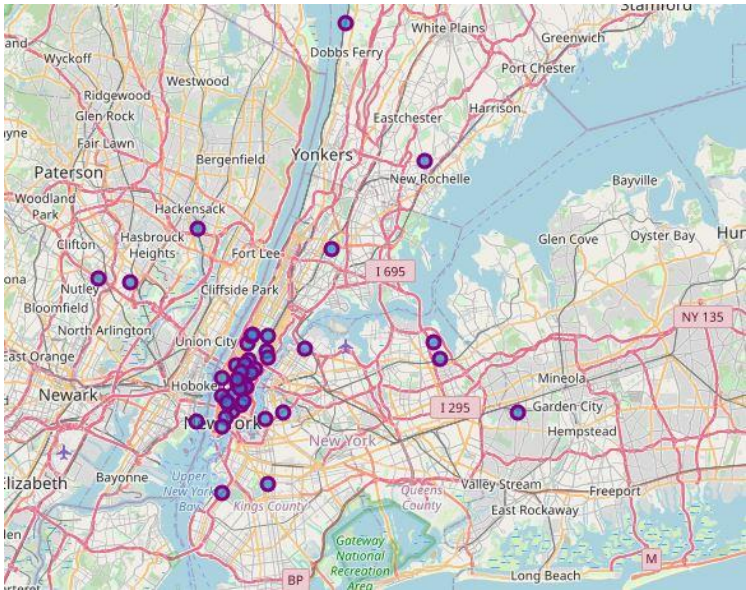 Stamford
White Plains
Greenwich
Dobbs Ferry
Wyckoff
Port Chester
Westwood
Ridgewood
Harrison
Glen Rock
Eastchester
Fair Lawn
Yonkers
Bergenfield
Paterson
New Rochelle
Bayville
Woodland
Park
Hackensack
Clifton
Hasbrouck
Heights
Glen Cove
Oyster Bay
Fort Lee
I 695
Nutley
Cliffside Park
Bloomfield
NY 135
North Arlington
Union City
East Orange
Mineola
Newark
I 295
Garden City
New York
Hempstead
New York
Bayonne
Upper
New York
Bay
Valley Stream
Queens
County
Freeport
Kings County
East Rockaway
Gateway
National
Recreation
Area
M
BP
Long Beach